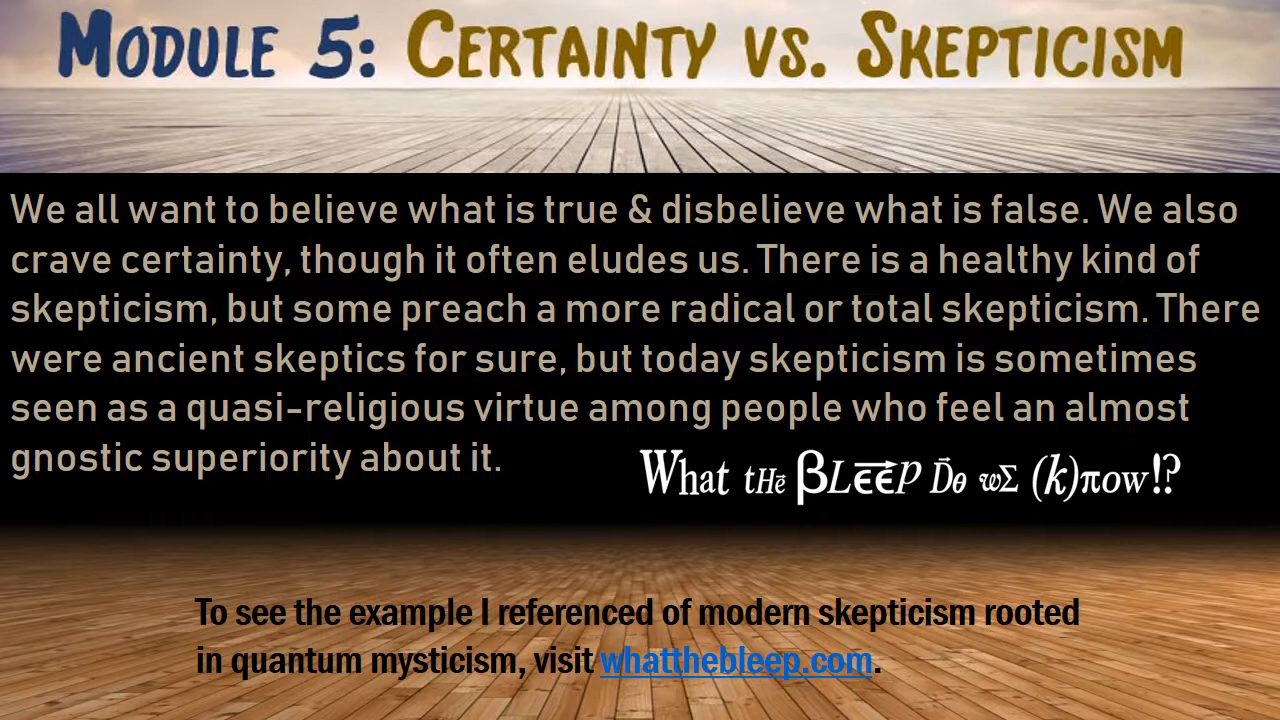 Module 5: Certainty vs. Skepticism
We all want to believe what is true & disbelieve what is false. We also
crave certainty, though it often eludes us. There is a healthy kind of
skepticism, but some preach a more radical or total skepticism. There
were ancient skeptics for sure, but today skepticism is sometimes
seen as a quasi-religious virtue among people who feel an almost
gnostic superiority about it.
What tHē βLϵϵp D⃗θ wΣ (k)πow!?
To see the example I referenced of modern skepticism rooted
in quantum mysticism, visit whatthebleep.com.